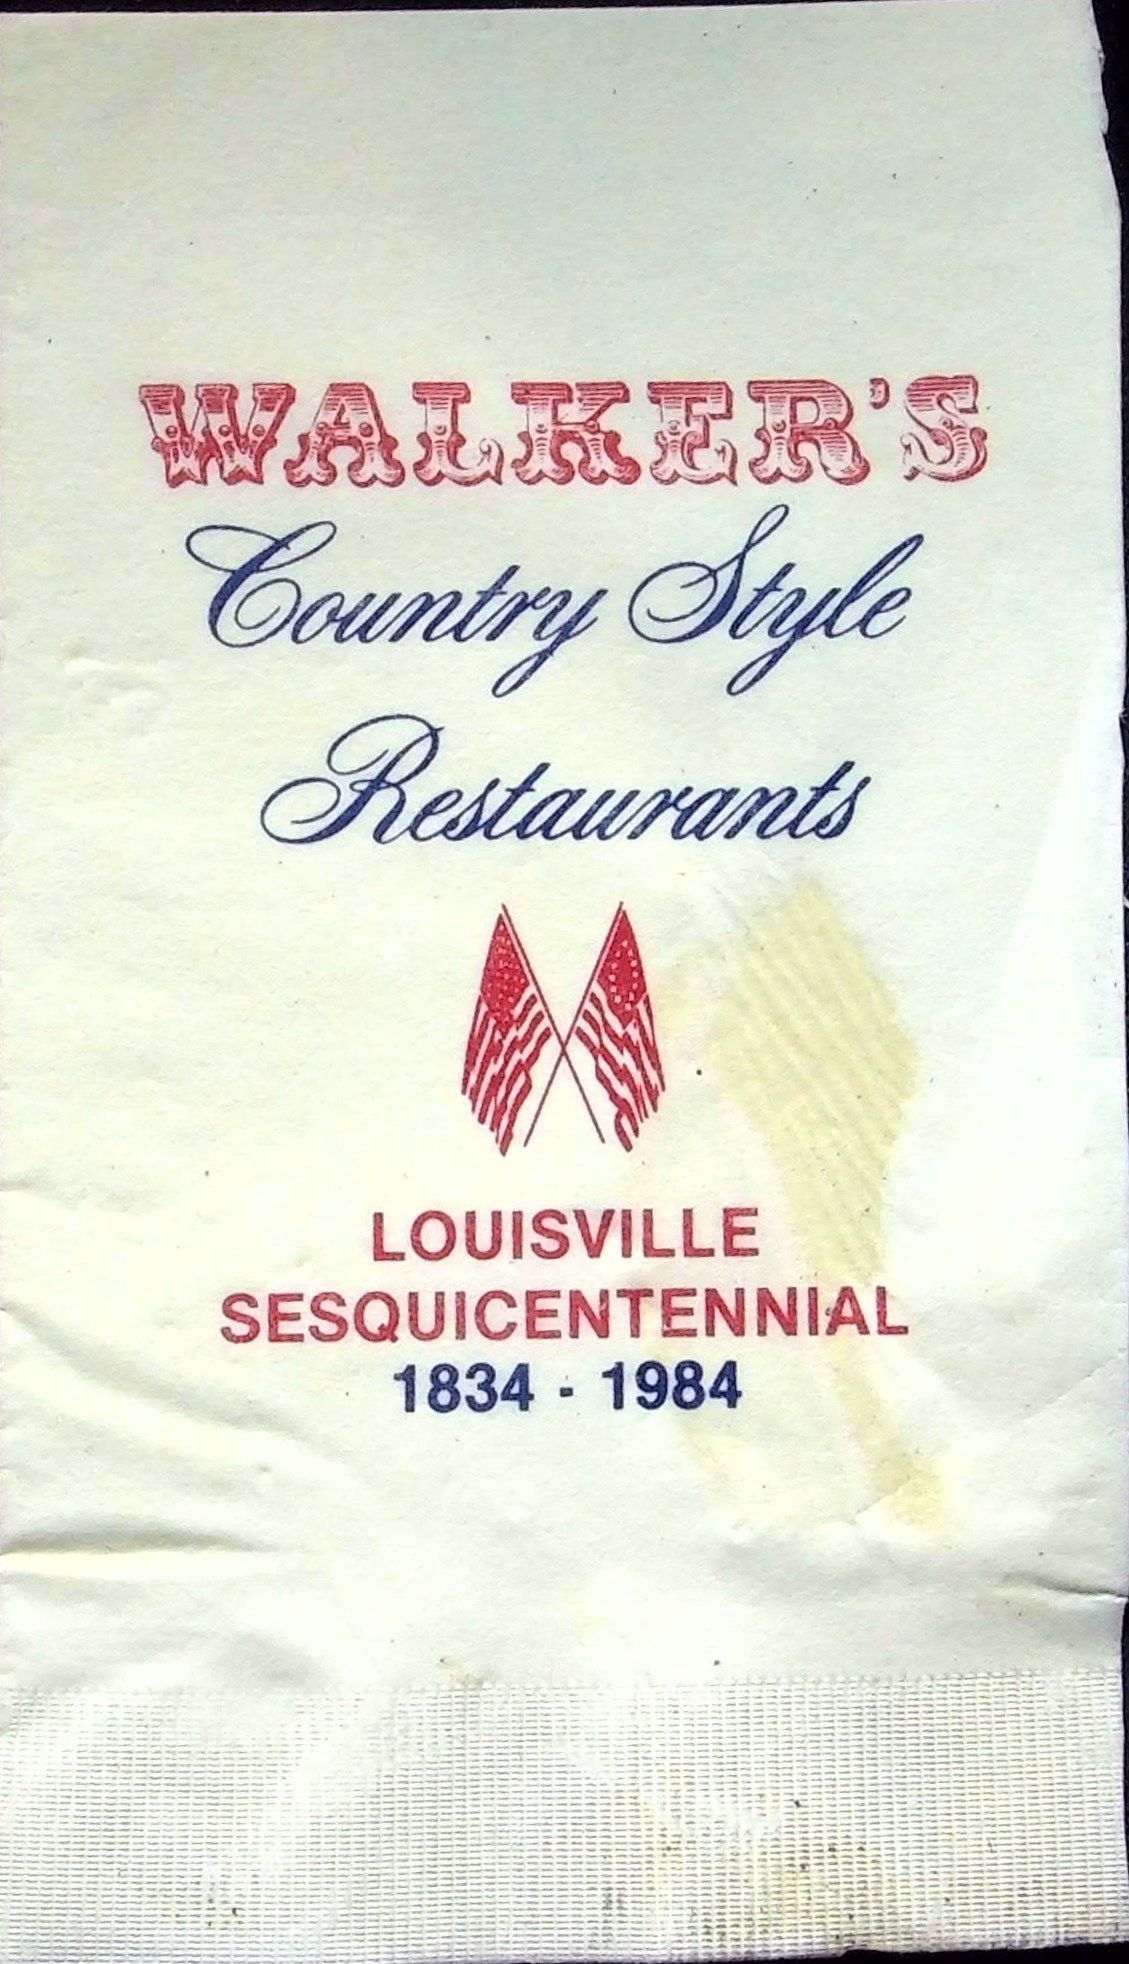 WALKER'S
Country Style
Restaurants
LOUISVILLE
SESQUICENTENNIAL
1834 - 1984